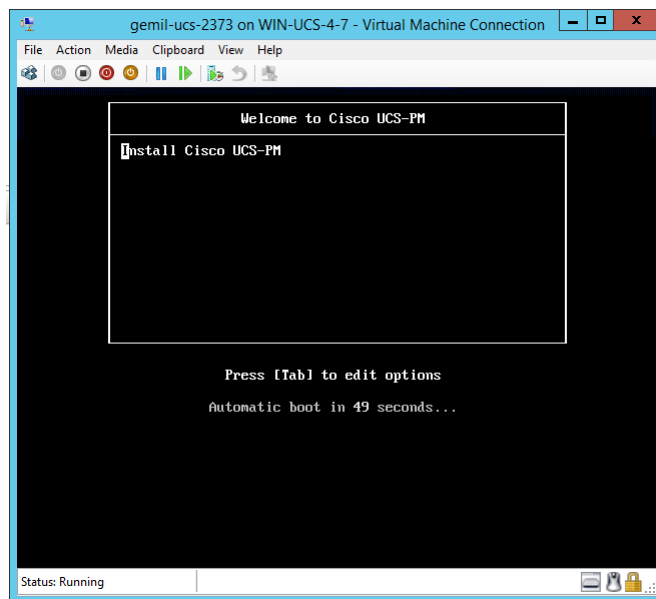 gemil-ucs-2373 on WIN-UCS-4-7 - Virtual Machine Connection
File Action Media Clipboard View Help
Welcome to Cisco UCS-PM
Install Cisco UCS-PM
Press [Tab] to edit options
Automatic boot in 49 seconds...
Status: Running